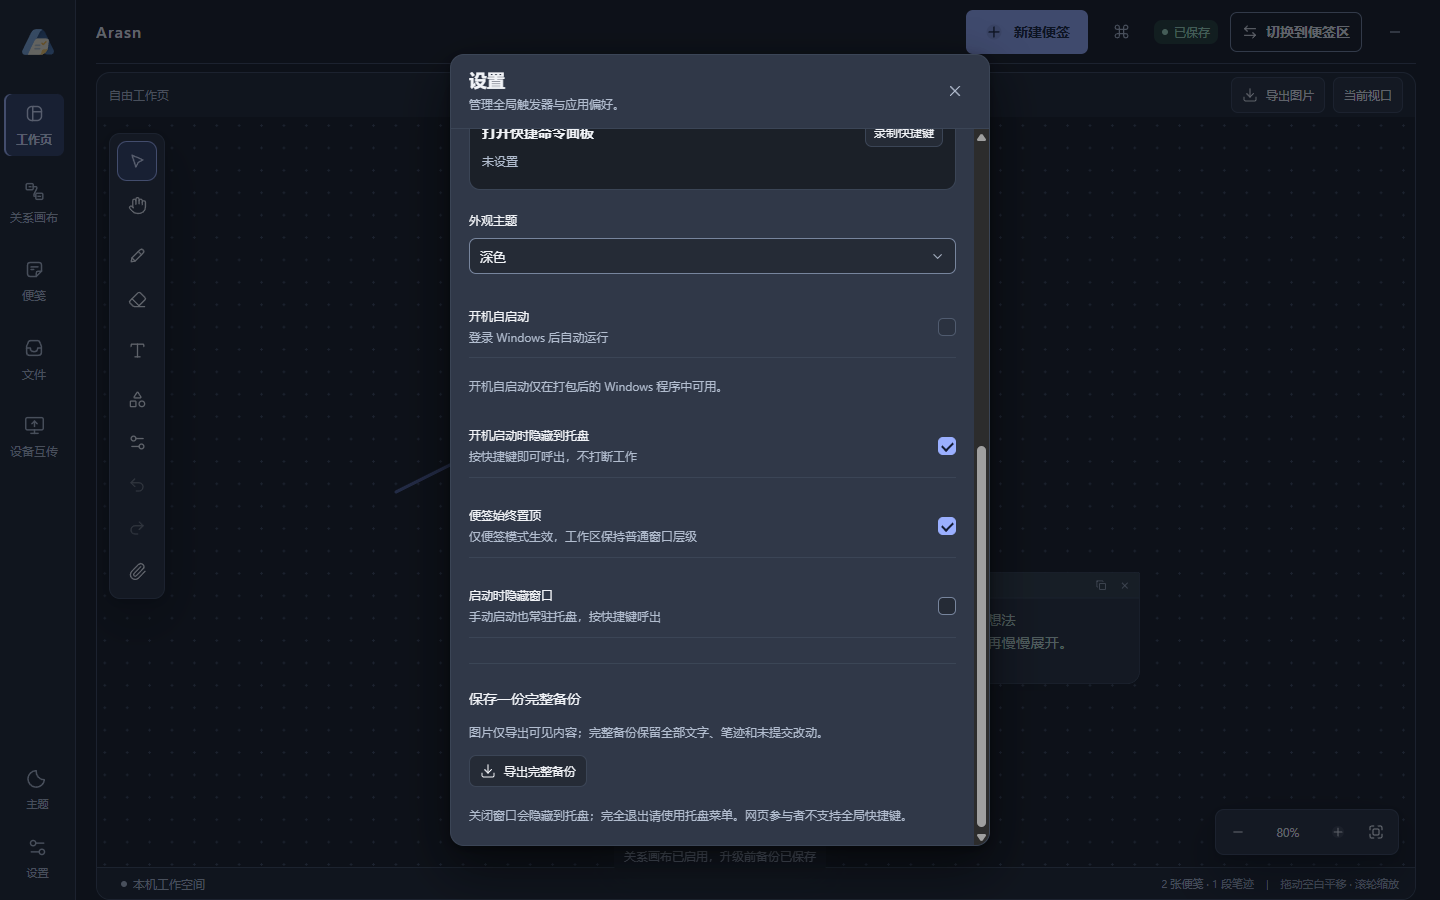 Arasn
新建便签
已保存
切换到便签区
自由工作页
导出图片
当前视口
工作页
关系画布
便笺
文件
设备互传
主题
设置
设置
管理全局触发器与应用偏好。
打开快捷命令面板
录制快捷键
未设置
外观主题
深色
开机自启动
登录 Windows 后自动运行
开机自启动仅在打包后的 Windows 程序中可用。
开机启动时隐藏到托盘
按快捷键即可呼出，不打断工作
便签始终置顶
仅便签模式生效，工作区保持普通窗口层级
启动时隐藏窗口
手动启动也常驻托盘，按快捷键呼出
保存一份完整备份
图片仅导出可见内容；完整备份保留全部文字、笔迹和未提交改动。
导出完整备份
关闭窗口会隐藏到托盘；完全退出请使用托盘菜单。网页参与者不支持全局快捷键。
想法
再慢慢展开。
80%
关系画布已启用，升级前备份已保存
本机工作空间
2 张便笺 · 1 段笔迹 | 拖动空白平移 · 滚轮缩放